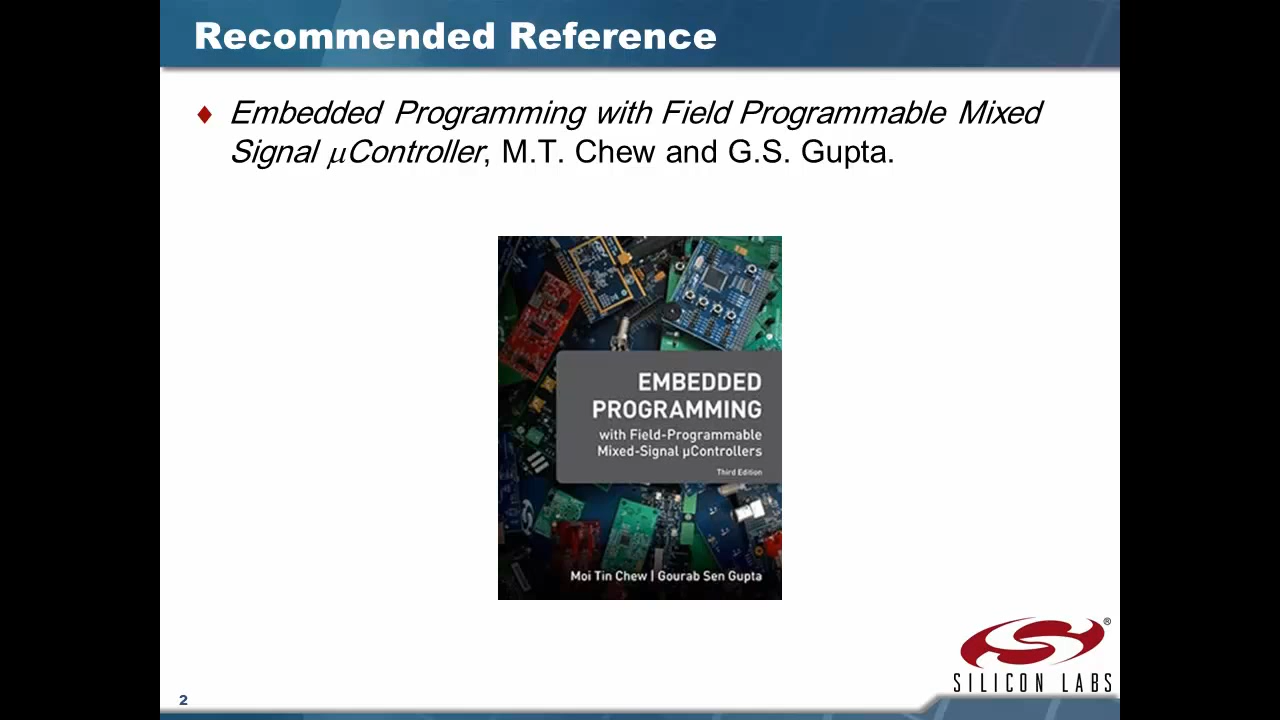 Recommended Reference
♦ Embedded Programming with Field Programmable Mixed
Signal µController, M.T. Chew and G.S. Gupta.
EMBEDDED
PROGRAMMING
with Field-Programmable
Mixed-Signal µControllers
Third Edition
Moi Tin Chew | Gourab Sen Gupta
®
SILICON LABS
2